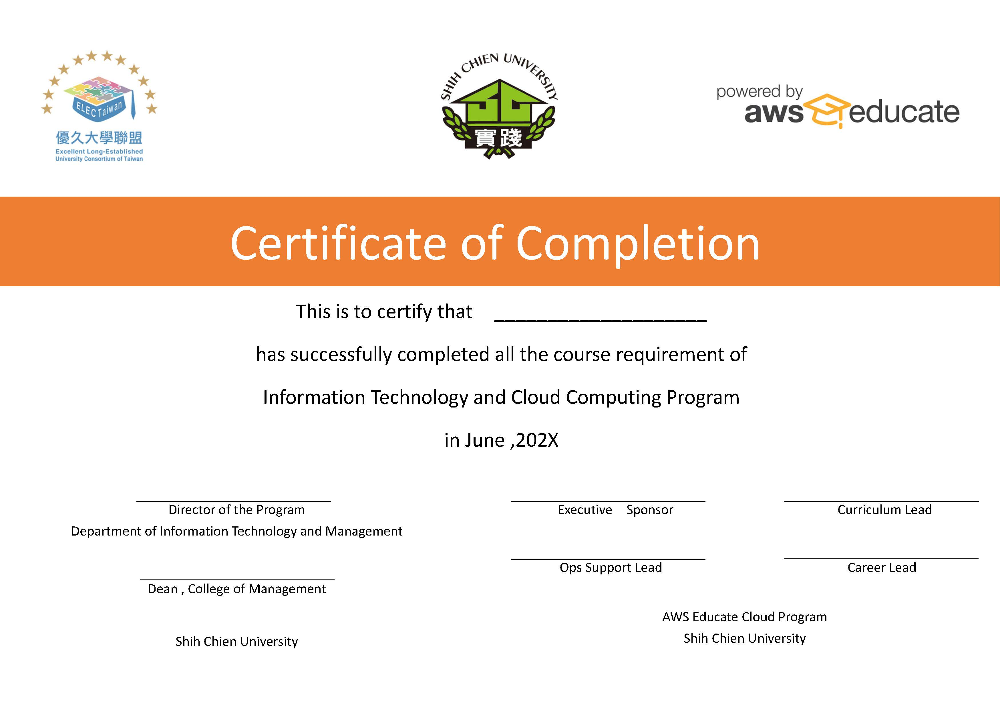 ELECTaiwan
優久大學聯盟
Excellent Long-Established
University Consortium of Taiwan
SHIH CHIEN UNIVERSITY
實踐
powered by
aws educate
Certificate of Completion
This is to certify that ____________________
has successfully completed all the course requirement of
Information Technology and Cloud Computing Program
in June ,202X
Director of the Program
Department of Information Technology and Management
Dean , College of Management
Shih Chien University
Executive Sponsor
Curriculum Lead
Ops Support Lead
Career Lead
AWS Educate Cloud Program
Shih Chien University